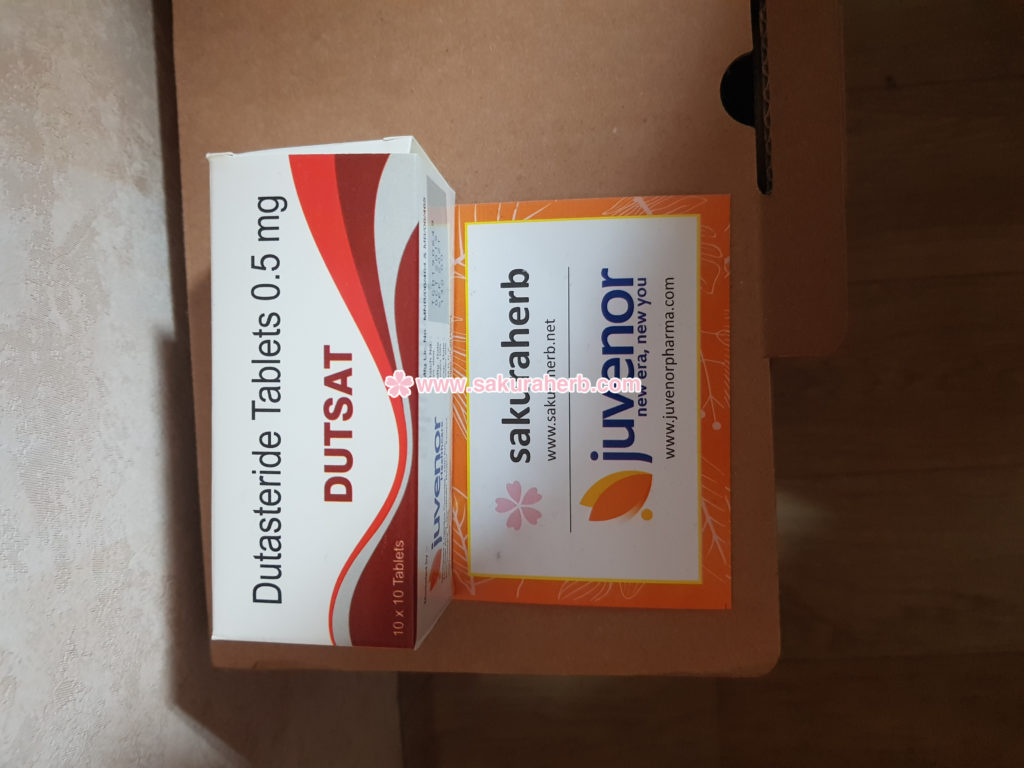 Dutasteride Tablets 0.5 mg
DUTSAT
10 x 10 Tablets
juvenor
www.sakuraherb.com
sakuraherb
www.sakuraherb.net
juvenor
new era, new you
www.juvenorpharma.com